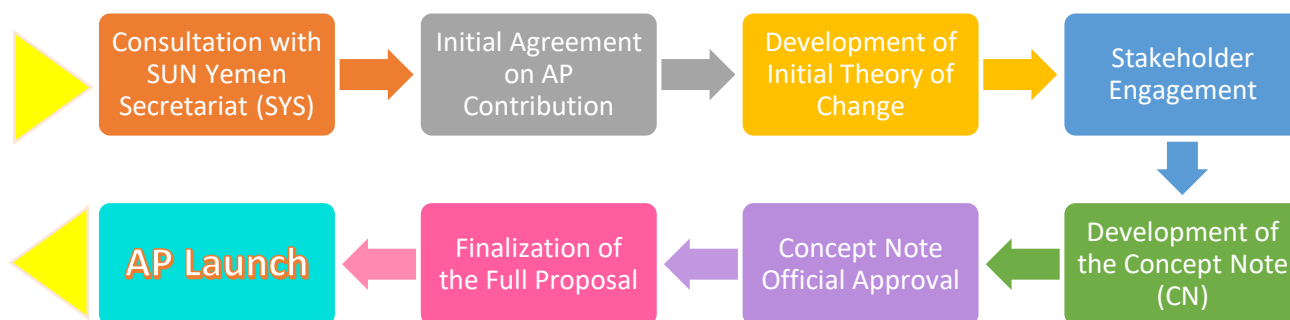 Consultation with
SUN Yemen
Secretariat (SYS)
Initial Agreement
on AP
Contribution
Development of
Initial Theory of
Change
Stakeholder
Engagement
Development of
the Concept Note
(CN)
Concept Note
Official Approval
Finalization of
the Full Proposal
AP Launch